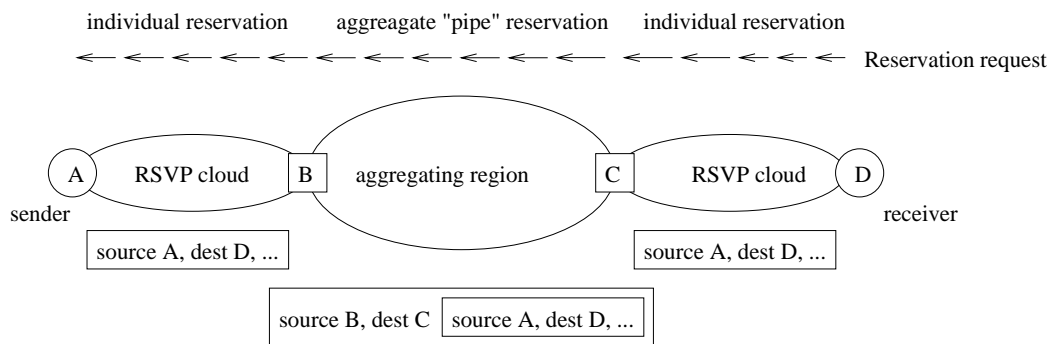 individual reservation aggreagate "pipe" reservation individual reservation
Reservation request
A RSVP cloud B aggregating region C RSVP cloud D
sender receiver
source A, dest D, ... source A, dest D, ...
source B, dest C source A, dest D, ...